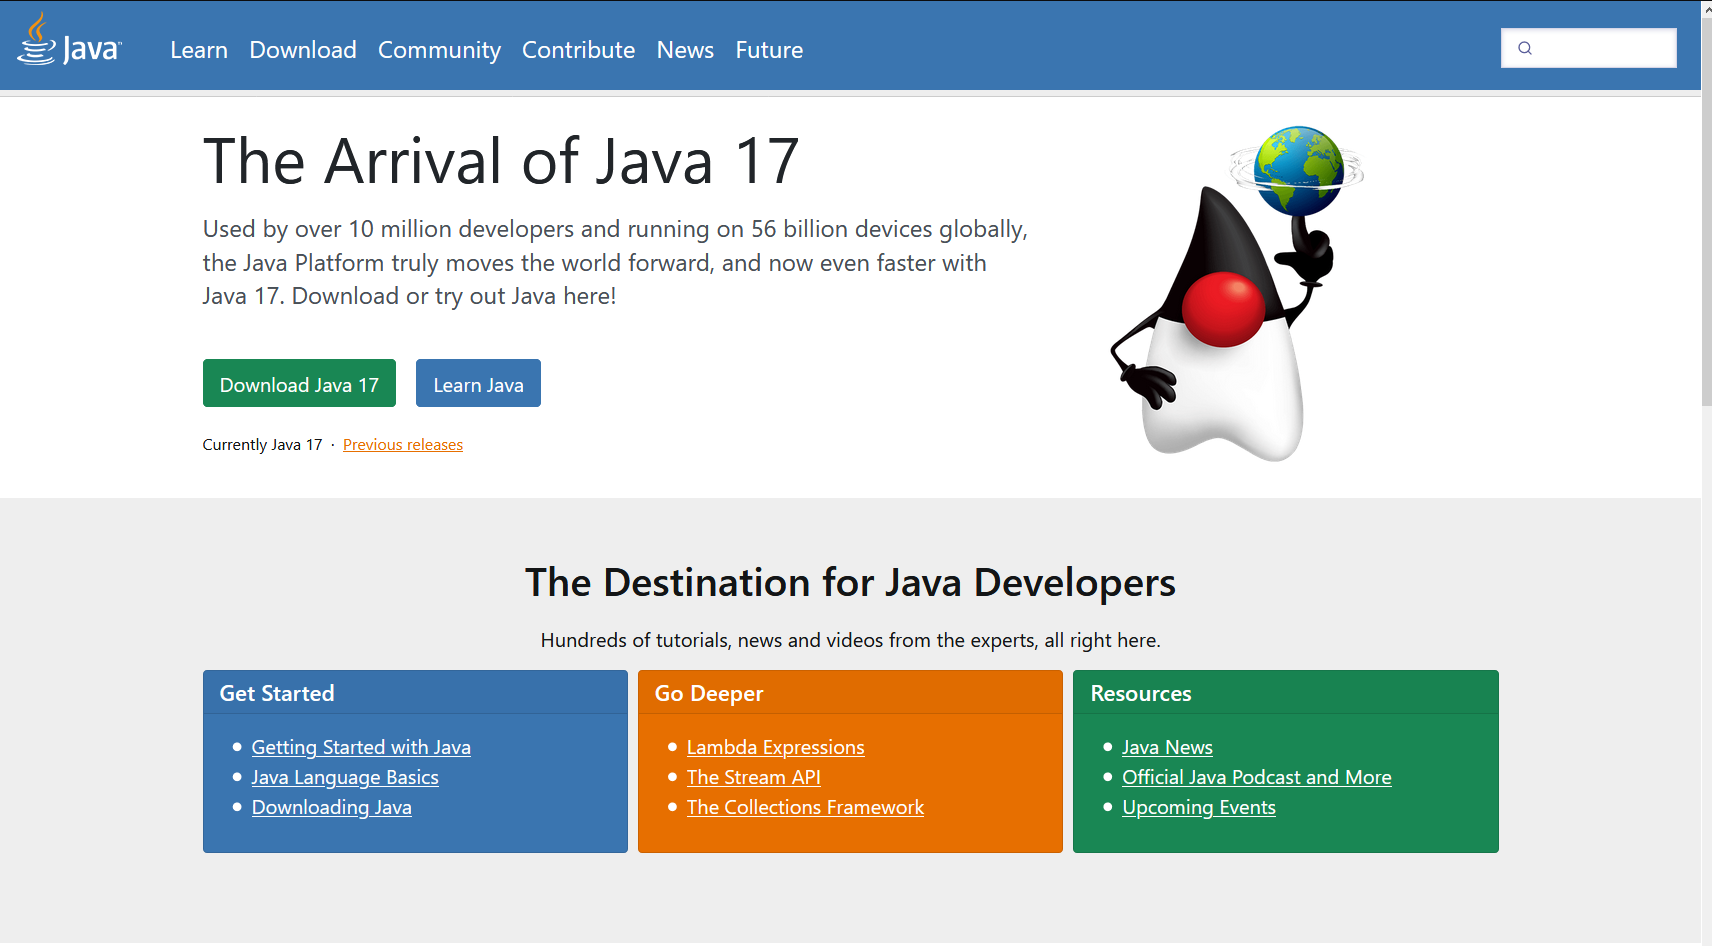 Java™
Learn Download Community Contribute News Future
The Arrival of Java 17
Used by over 10 million developers and running on 56 billion devices globally,
the Java Platform truly moves the world forward, and now even faster with
Java 17. Download or try out Java here!
Download Java 17 Learn Java
Currently Java 17 · Previous releases
The Destination for Java Developers
Hundreds of tutorials, news and videos from the experts, all right here.
Get Started
• Getting Started with Java
• Java Language Basics
• Downloading Java
Go Deeper
• Lambda Expressions
• The Stream API
• The Collections Framework
Resources
• Java News
• Official Java Podcast and More
• Upcoming Events